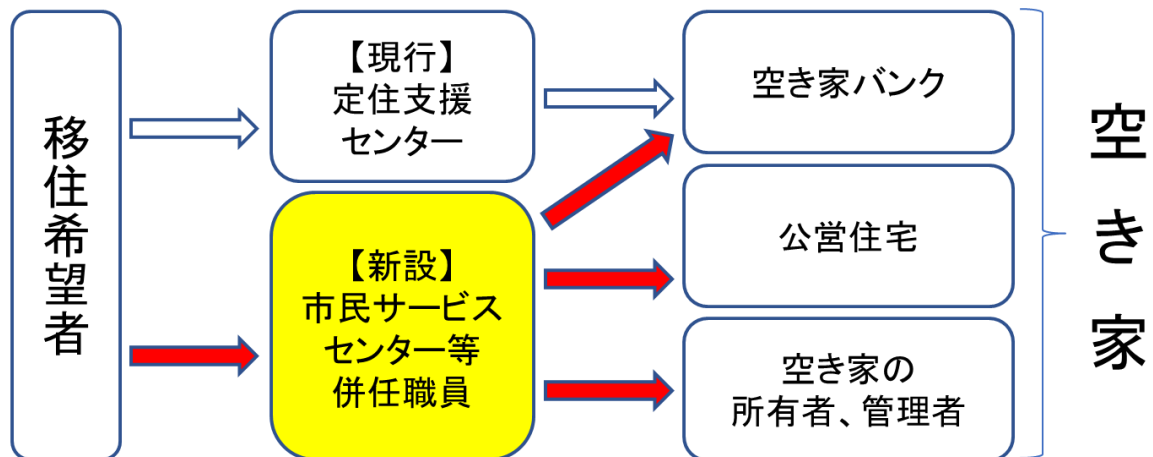 移住希望者
【現行】
定住支援
センター
【新設】
市民サービス
センター等
併任職員
空き家バンク
公営住宅
空き家の
所有者、管理者
空き家